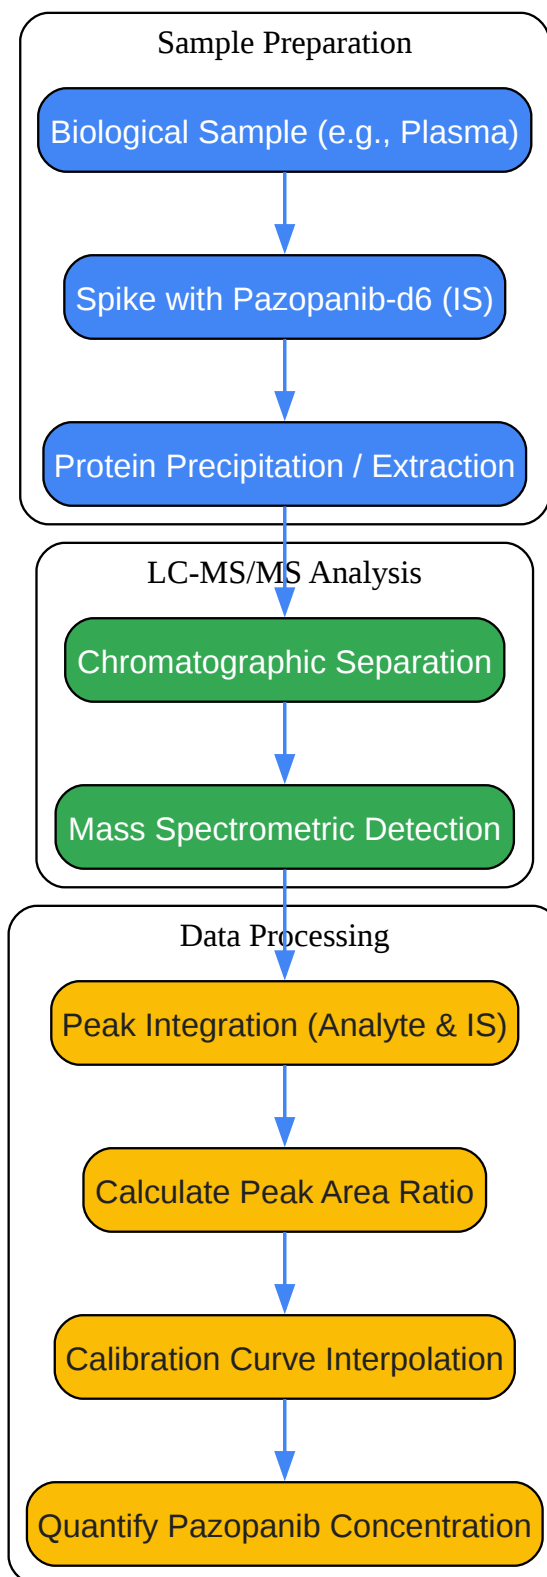 Sample Preparation
Biological Sample (e.g., Plasma)
Spike with Pazopanib-d6 (IS)
Protein Precipitation / Extraction
LC-MS/MS Analysis
Chromatographic Separation
Mass Spectrometric Detection
Data Processing
Peak Integration (Analyte & IS)
Calculate Peak Area Ratio
Calibration Curve Interpolation
Quantify Pazopanib Concentration